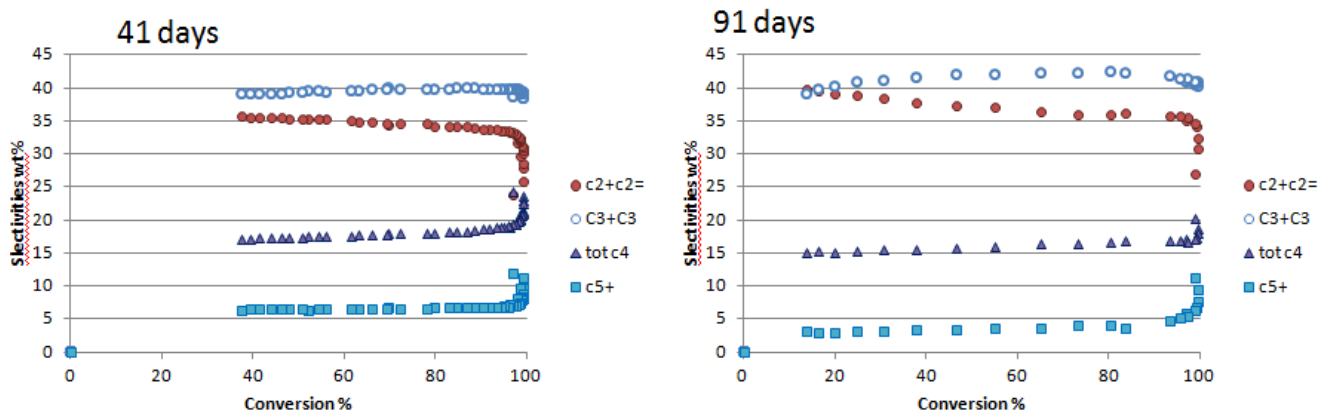 41 days
45
40
35
30
25
20
15
10
5
0
0 20 40 60 80 100
Slectivities wt%
Conversion %
c2+c2=
C3+C3
tot c4
c5+
91 days
45
40
35
30
25
20
15
10
5
0
0 20 40 60 80 100
Slectivities wt%
Conversion %
c2+c2=
C3+C3
tot c4
c5+